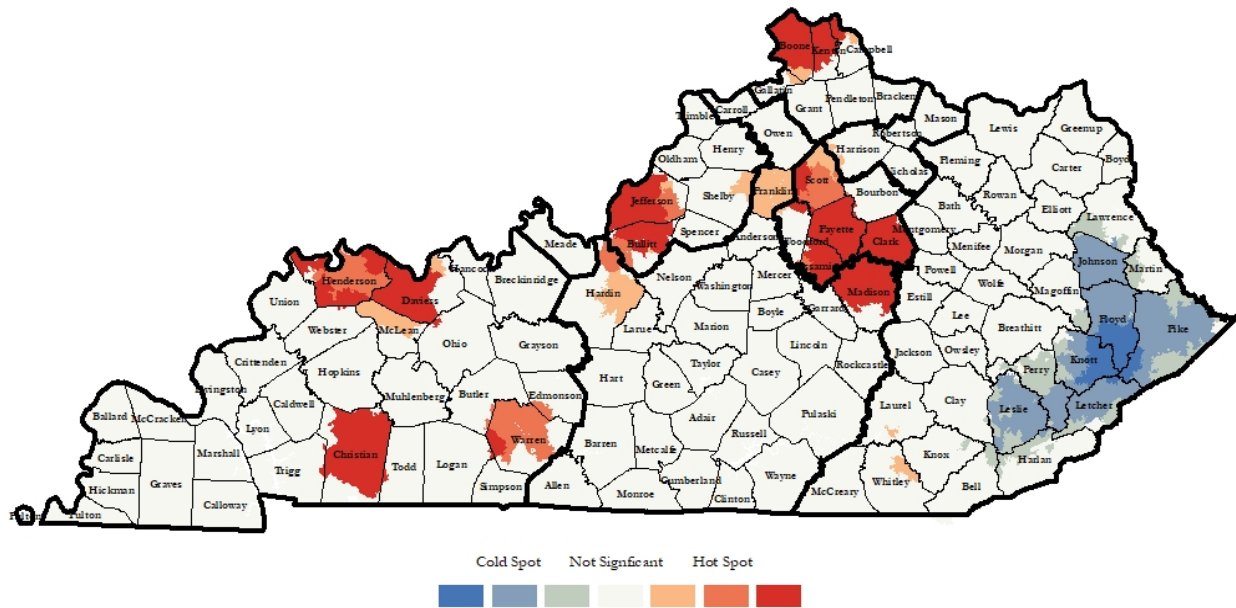 Boone Kenton Campbell
Gallatin Grant Pendleton Bracken
Trimble Carroll Owen Robertson Mason Lewis Greenup
Oldham Henry Harrison Nicholas Fleming Carter Boyd
Jefferson Shelby Franklin Scott Bourbon Bath Rowan Elliott Lawrence
Bullitt Spencer Anderson Woodford Fayette Clark Montgomery Menifee Morgan Johnson Martin
Meade Breckinridge Hancock Nelson Washington Mercer Jessamine Madison Powell Wolfe Magoffin
Union Henderson Daviess Hardin Larue Marion Boyle Garrard Estill Lee Breathitt Floyd Pike
Webster McLean Ohio Grayson Taylor Lincoln Rockcastle Jackson Owsley Perry Knott
Crittenden Hopkins Muhlenberg Butler Edmonson Hart Green Casey Clay Leslie Letcher
Livingston Caldwell Lyon Warren Adair Pulaski Laurel Harlan
Ballard McCracken Marshall Trigg Christian Todd Logan Simpson Barren Metcalfe Russell Wayne Knox
Carlisle Graves Allen Monroe Cumberland Clinton McCreary Whitley Bell
Hickman Calloway
Fulton Fulton
Cold Spot Not Signficant Hot Spot